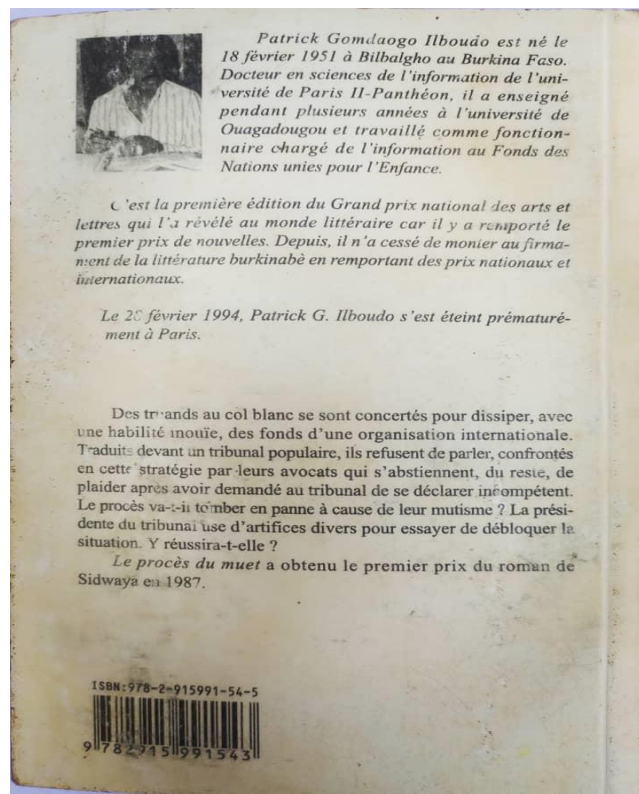 Patrick Gomdaogo Ilboudo est né le
18 février 1951 à Bilbalgho au Burkina Faso.
Docteur en sciences de l'information de l'uni-
versité de Paris II-Panthéon, il a enseigné
pendant plusieurs années à l'université de
Ouagadougou et travaillé comme fonction-
naire chargé de l'information au Fonds des
Nations unies pour l'Enfance.
C'est la première édition du Grand prix national des arts et
lettres qui l'a révélé au monde littéraire car il y a remporté le
premier prix de nouvelles. Depuis, il n'a cessé de monter au firma-
ment de la littérature burkinabè en remportant des prix nationaux et
internationaux.
Le février 1994, Patrick G. Ilboudo s'est éteint prématuré-
ment à Paris.
Des truands au col blanc se sont concertés pour dissiper, avec
une habilité inouïe, des fonds d'une organisation internationale.
Traduits devant un tribunal populaire, ils refusent de parler, confrontés
en cette stratégie par leurs avocats qui s'abstiennent, du reste, de
plaider après avoir demandé au tribunal de se déclarer incompétent.
Le procès va-t-il tomber en panne à cause de leur mutisme ? La prési-
dente du tribunal use d'artifices divers pour essayer de débloquer la
situation. Y réussira-t-elle ?
Le procès du muet a obtenu le premier prix du roman de
Sidwaya en 1987.
ISBN:978-2-915991-54-5
9 782915 991543